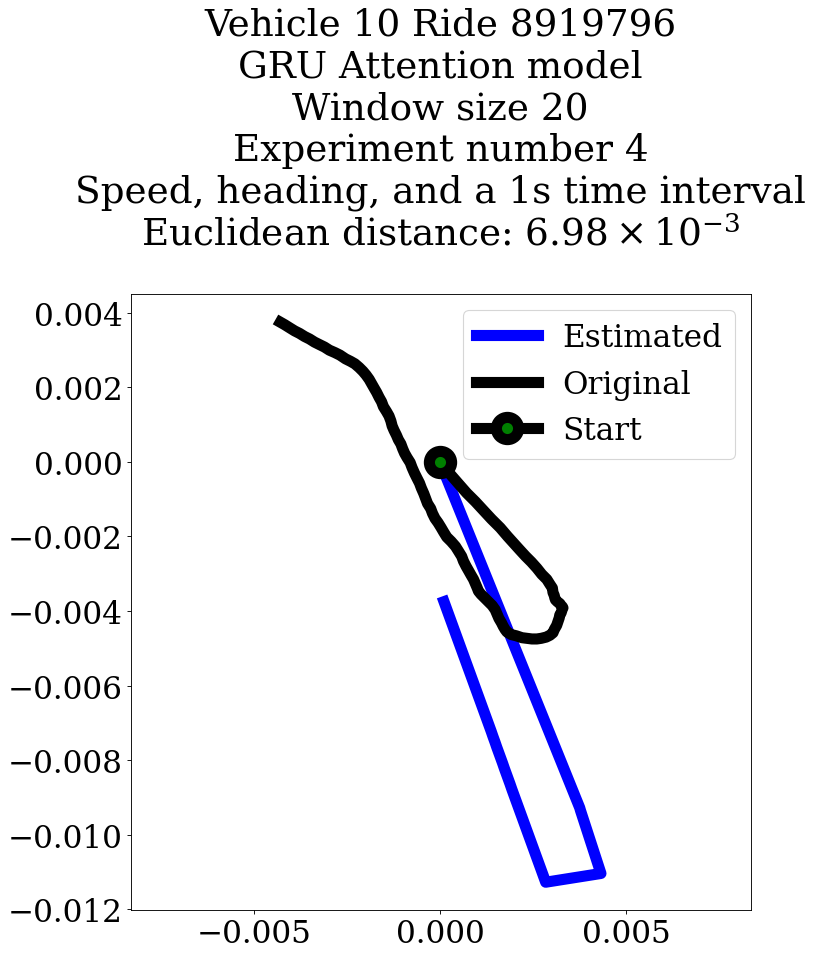 Vehicle 10 Ride 8919796
GRU Attention model
Window size 20
Experiment number 4
Speed, heading, and a 1s time interval
Euclidean distance: 6.98 × 10⁻³
Estimated
Original
Start
0.004
0.002
0.000
−0.002
−0.004
−0.006
−0.008
−0.010
−0.012
−0.005
0.000
0.005